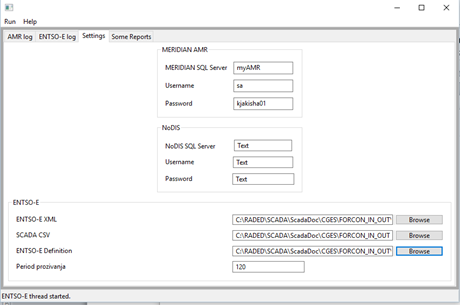 Run Help
AMR log ENTSO-E log Settings Some Reports
MERIDIAN AMR
MERIDIAN SQL Server myAMR
Username sa
Password kjakisha01
NoDIS
NoDIS SQL Server Text
Username Text
Password Text
ENTSO-E
ENTSO-E XML C:\RADED\SCADA\ScadaDoc\CGES\FORCON_IN_OUT\ Browse
SCADA CSV C:\RADED\SCADA\ScadaDoc\CGES\FORCON_IN_OUT Browse
ENTSO-E Definition C:\RADED\SCADA\ScadaDoc\CGES\FORCON_IN_OUT\ Browse
Period prozivanja 120
ENTSO-E thread started.